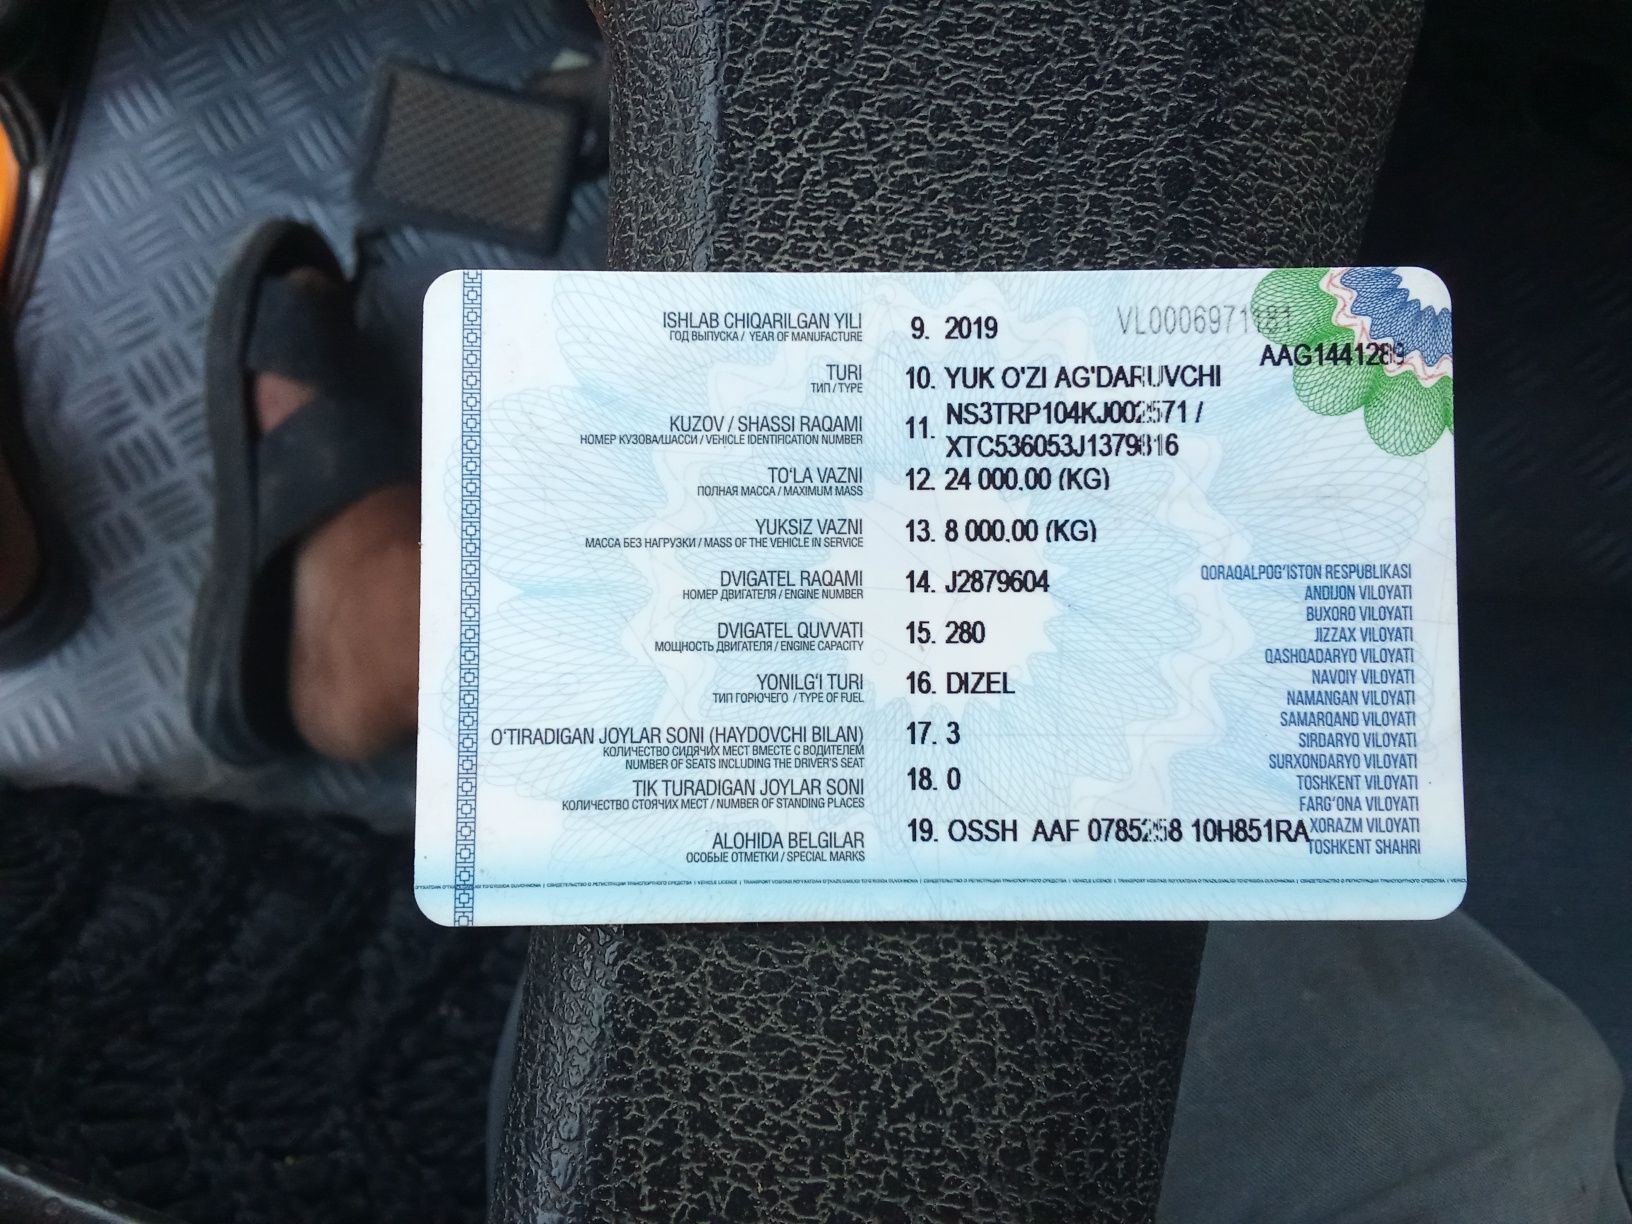 ISHLAB CHIQARILGAN YILI
ГОД ВЫПУСКА / YEAR OF MANUFACTURE
9. 2019
VL0006971181
AAG1441289
TURI
ТИП / TYPE
10. YUK O'ZI AG'DARUVCHI
KUZOV / SHASSI RAQAMI
НОМЕР КУЗОВА/ШАССИ / VEHICLE IDENTIFICATION NUMBER
11. NS3TRP104KJ002571 /
XTC536053J1379816
TO‘LA VAZNI
ПОЛНАЯ МАССА / MAXIMUM MASS
12. 24 000.00 (KG)
YUKSIZ VAZNI
МАССА БЕЗ НАГРУЗКИ / MASS OF THE VEHICLE IN SERVICE
13. 8 000.00 (KG)
DVIGATEL RAQAMI
НОМЕР ДВИГАТЕЛЯ / ENGINE NUMBER
14. J2879604
DVIGATEL QUVVATI
МОЩНОСТЬ ДВИГАТЕЛЯ / ENGINE CAPACITY
15. 280
YONILG‘I TURI
ТИП ГОРЮЧЕГО / TYPE OF FUEL
16. DIZEL
O‘TIRADIGAN JOYLAR SONI (HAYDOVCHI BILAN)
КОЛИЧЕСТВО СИДЯЧИХ МЕСТ ВМЕСТЕ С ВОДИТЕЛЕМ
NUMBER OF SEATS INCLUDING THE DRIVER'S SEAT
17. 3
TIK TURADIGAN JOYLAR SONI
КОЛИЧЕСТВО СТОЯЧИХ МЕСТ / NUMBER OF STANDING PLACES
18. 0
ALOHIDA BELGILAR
ОСОБЫЕ ОТМЕТКИ / SPECIAL MARKS
19. OSSH AAF 0785258 10H851RA
QORAQALPOG‘ISTON RESPUBLIKASI
ANDIJON VILOYATI
BUXORO VILOYATI
JIZZAX VILOYATI
QASHQADARYO VILOYATI
NAVOIY VILOYATI
NAMANGAN VILOYATI
SAMARQAND VILOYATI
SIRDARYO VILOYATI
SURXONDARYO VILOYATI
TOSHKENT VILOYATI
FARG‘ONA VILOYATI
XORAZM VILOYATI
TOSHKENT SHAHRI